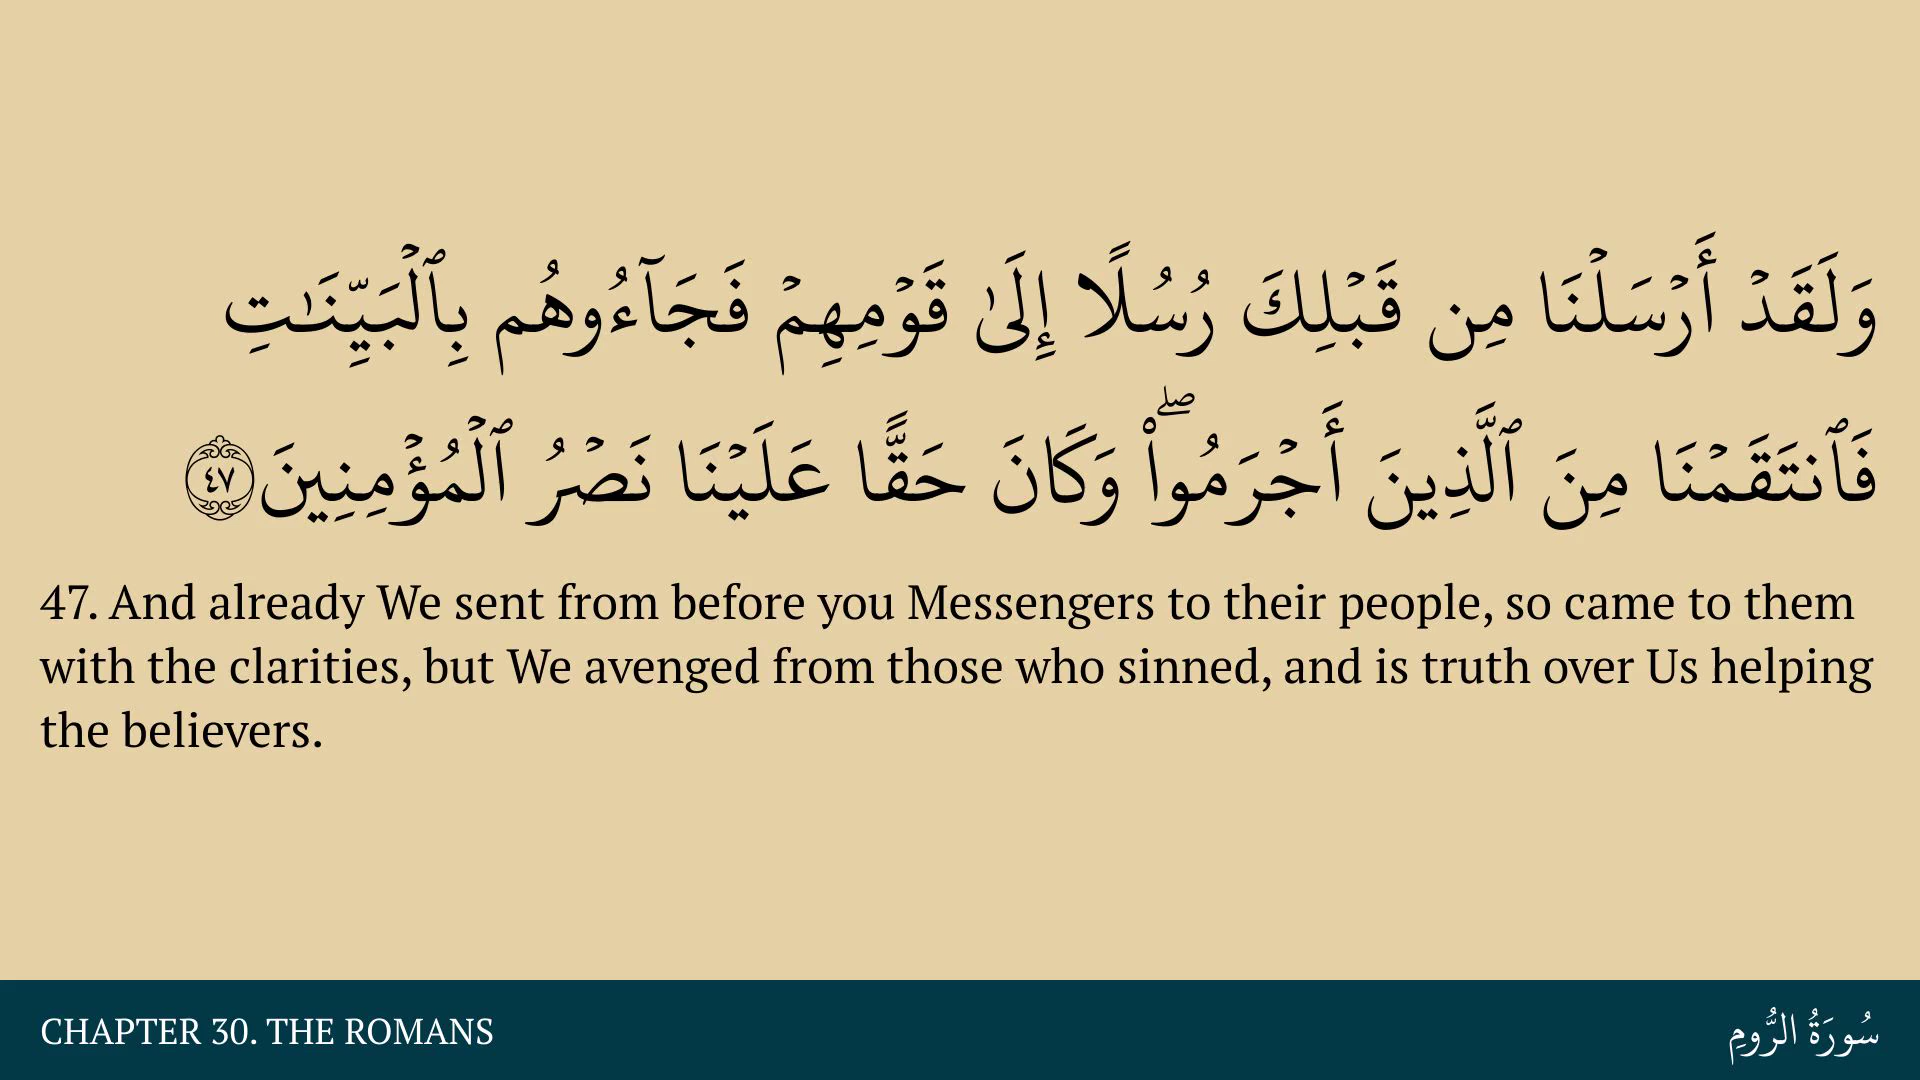 وَلَقَدۡ أَرۡسَلۡنَا مِن قَبۡلِكَ رُسُلًا إِلَىٰ قَوۡمِهِمۡ فَجَآءُوهُم بِٱلۡبَيِّنَٰتِ
فَٱنتَقَمۡنَا مِنَ ٱلَّذِينَ أَجۡرَمُواْۖ وَكَانَ حَقًّا عَلَيۡنَا نَصۡرُ ٱلۡمُؤۡمِنِينَ ٤٧
47. And already We sent from before you Messengers to their people, so came to them
with the clarities, but We avenged from those who sinned, and is truth over Us helping
the believers.
CHAPTER 30. THE ROMANS
سُورَةُ الرُّومِ